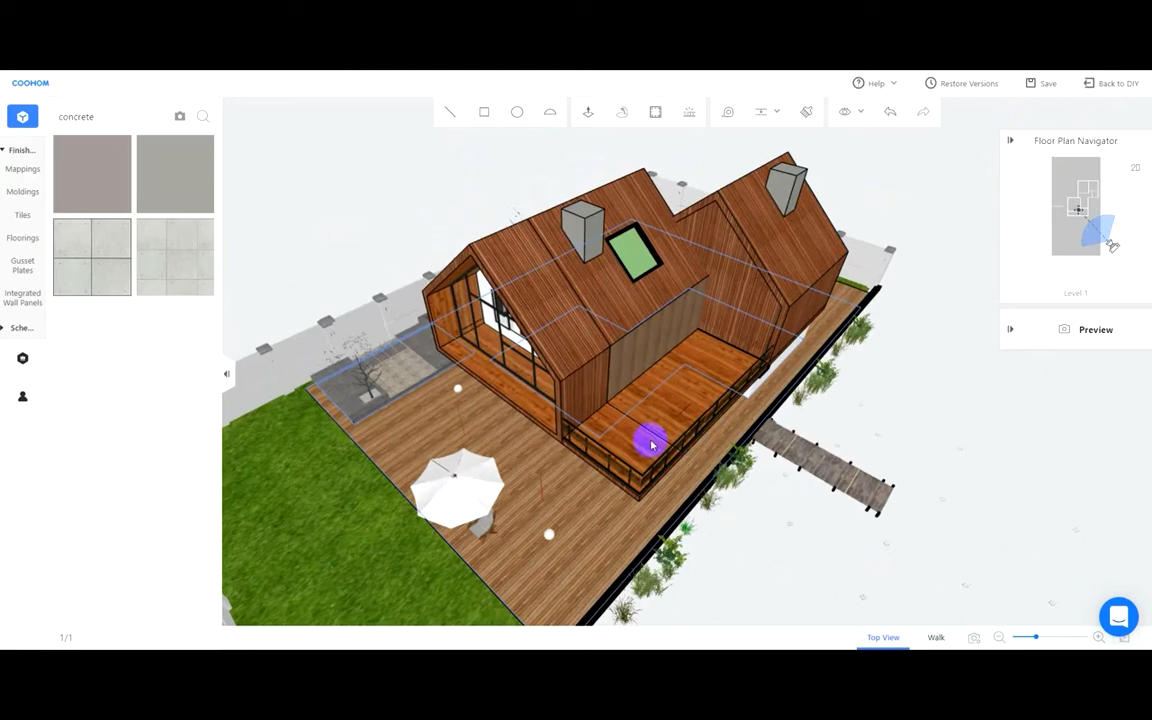 COOHOM
Help
Restore Versions
Save
Back to DIY
concrete
Finish...
Mappings
Moldings
Tiles
Floorings
Gusset
Plates
Integrated
Wall Panels
Sche...
Floor Plan Navigator
2D
Level 1
Preview
1/1
Top View
Walk